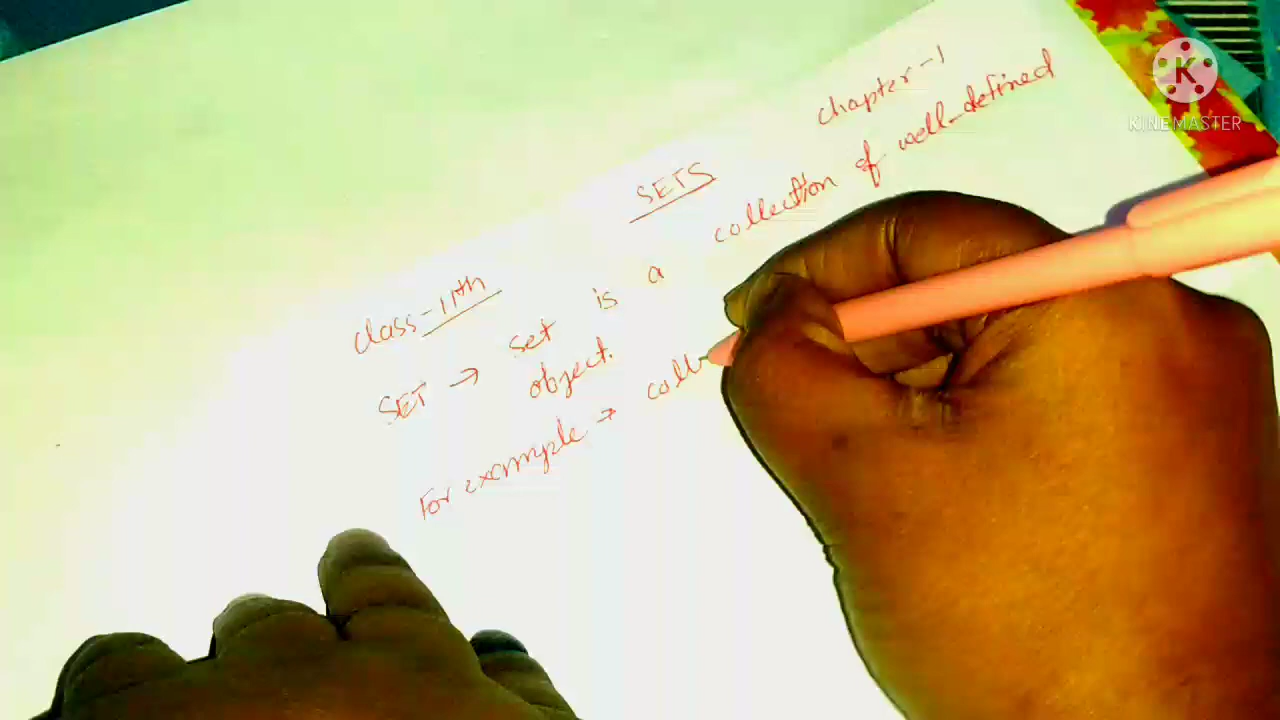 chapter-1
SETS
class-11th
SET → set is a collection of well-defined
object.
For example → coll
KINEMASTER